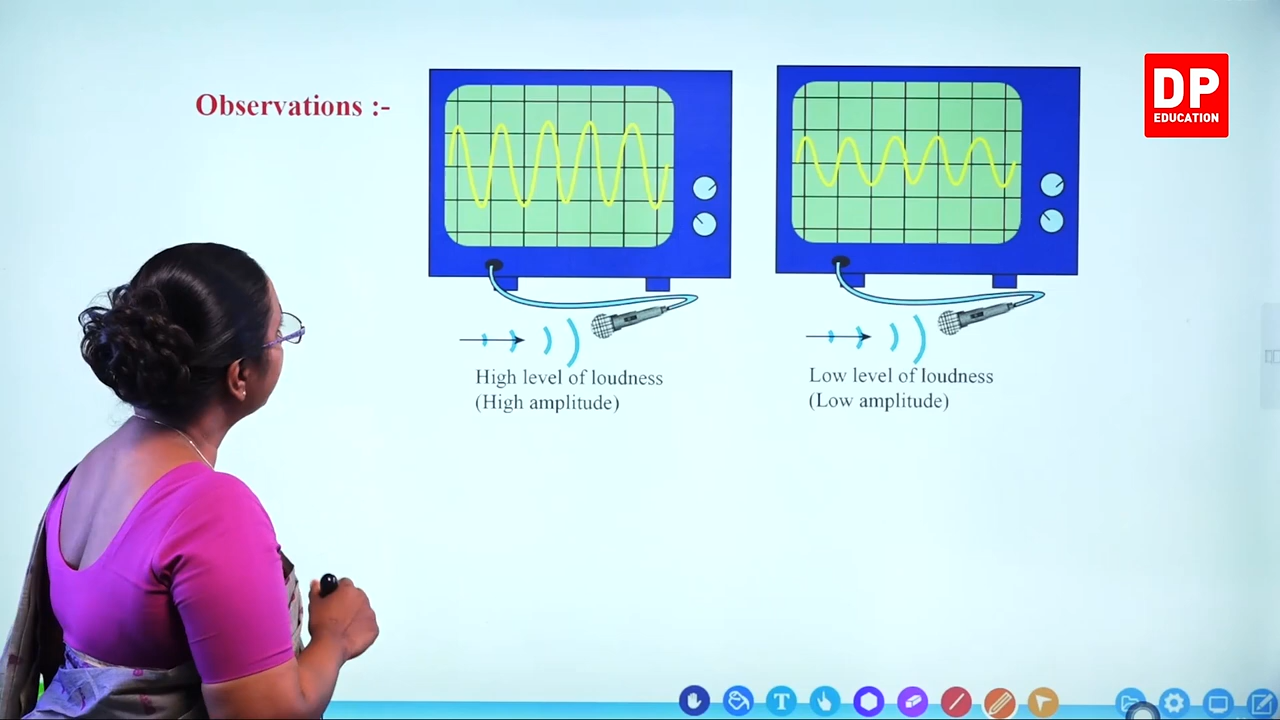 Observations :-
DP
EDUCATION
High level of loudness
(High amplitude)
Low level of loudness
(Low amplitude)
T